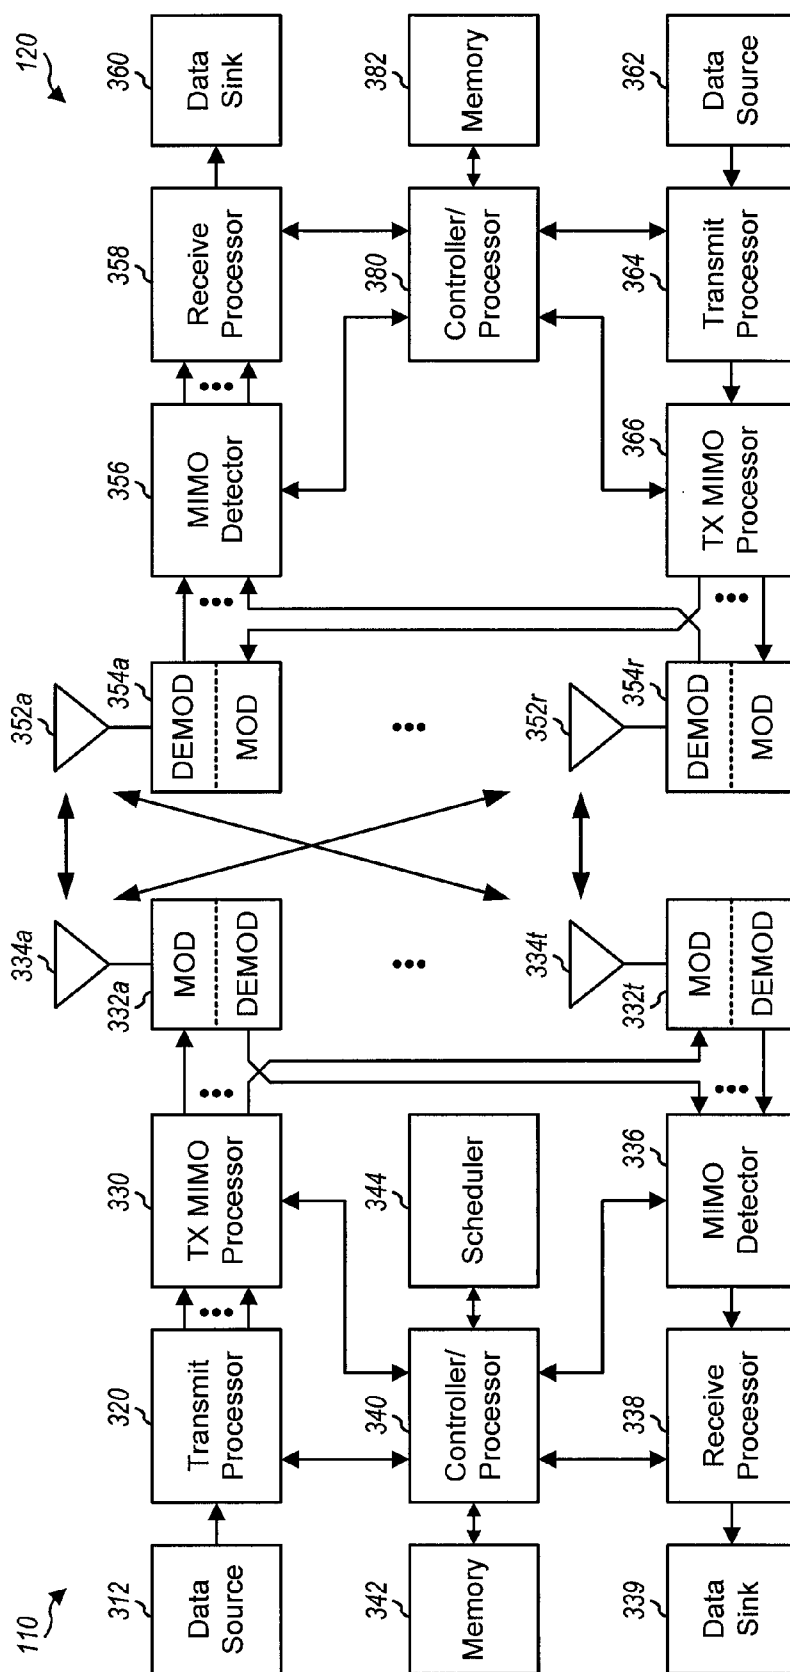 110
120
312
Data
Source
320
Transmit
Processor
330
TX MIMO
Processor
332a
MOD
DEMOD
334a
352a
354a
DEMOD
MOD
356
MIMO
Detector
358
Receive
Processor
360
Data
Sink
342
Memory
340
Controller/
Processor
344
Scheduler
380
Controller/
Processor
382
Memory
339
Data
Sink
338
Receive
Processor
336
MIMO
Detector
332t
MOD
DEMOD
334t
352r
354r
DEMOD
MOD
366
TX MIMO
Processor
364
Transmit
Processor
362
Data
Source